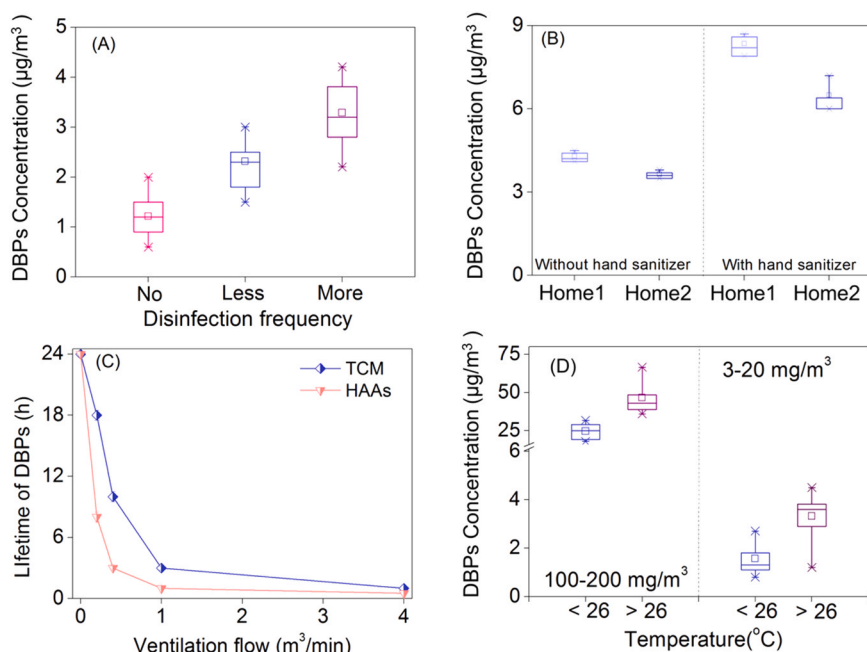 (A)
DBPs Concentration (μg/m³)
5
4
3
2
1
0
No Less More
Disinfection frequency
(B)
DBPs Concentration (μg/m³)
9
6
3
0
Without hand sanitizer With hand sanitizer
Home1 Home2 Home1 Home2
(C)
TCM
HAAs
LIfetime of DBPs (h)
24
18
12
6
0
0 1 2 3 4
Ventilation flow (m³/min)
(D)
3-20 mg/m³
DBPs Concentration (μg/m³)
75
50
25
6
4
2
0
100-200 mg/m³
< 26 > 26 < 26 > 26
Temperature(°C)